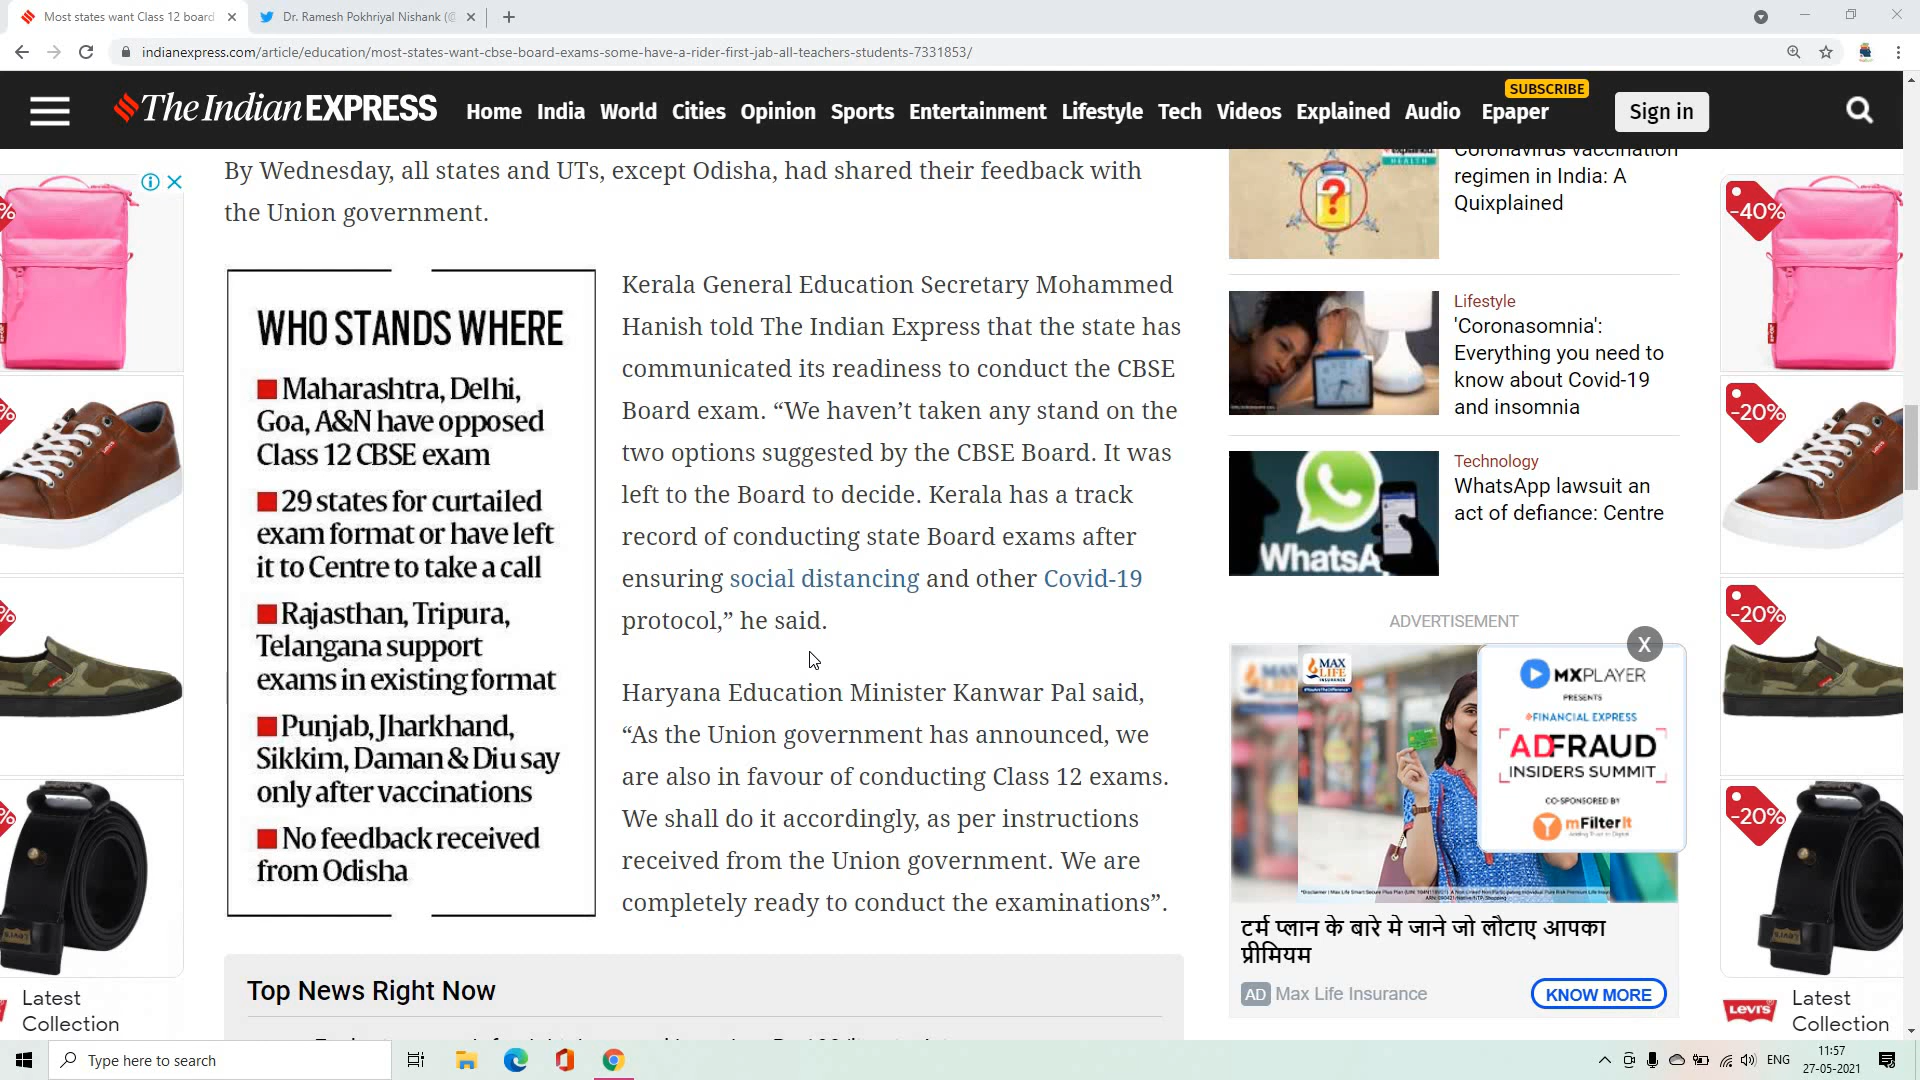 Most states want Class 12 board
Dr. Ramesh Pokhriyal Nishank (@
indianexpress.com/article/education/most-states-want-cbse-board-exams-some-have-a-rider-first-jab-all-teachers-students-7331853/
The Indian EXPRESS
Home India World Cities Opinion Sports Entertainment Lifestyle Tech Videos Explained Audio Epaper
SUBSCRIBE
Sign in
By Wednesday, all states and UTs, except Odisha, had shared their feedback with
the Union government.
WHO STANDS WHERE
Maharashtra, Delhi,
Goa, A&N have opposed
Class 12 CBSE exam
29 states for curtailed
exam format or have left
it to Centre to take a call
Rajasthan, Tripura,
Telangana support
exams in existing format
Punjab, Jharkhand,
Sikkim, Daman & Diu say
only after vaccinations
No feedback received
from Odisha
Kerala General Education Secretary Mohammed
Hanish told The Indian Express that the state has
communicated its readiness to conduct the CBSE
Board exam. “We haven’t taken any stand on the
two options suggested by the CBSE Board. It was
left to the Board to decide. Kerala has a track
record of conducting state Board exams after
ensuring social distancing and other Covid-19
protocol,” he said.
Haryana Education Minister Kanwar Pal said,
“As the Union government has announced, we
are also in favour of conducting Class 12 exams.
We shall do it accordingly, as per instructions
received from the Union government. We are
completely ready to conduct the examinations”.
Top News Right Now
HEALTH
Coronavirus vaccination
regimen in India: A
Quixplained
Lifestyle
'Coronasomnia':
Everything you need to
know about Covid-19
and insomnia
Technology
WhatsApp lawsuit an
act of defiance: Centre
WhatsA
ADVERTISEMENT
X
MAX
LIFE
INSURANCE
MXPLAYER
PRESENTS
FINANCIAL EXPRESS
ADFRAUD
INSIDERS SUMMIT
CO-SPONSORED BY
mFilterIt
टर्म प्लान के बारे मे जाने जो लौटाए आपका
प्रीमियम
AD Max Life Insurance
KNOW MORE
%
%
%
%
Latest
Collection
-40%
-20%
-20%
-20%
Levi's
Latest
Collection
Type here to search
ENG
11:57
27-05-2021